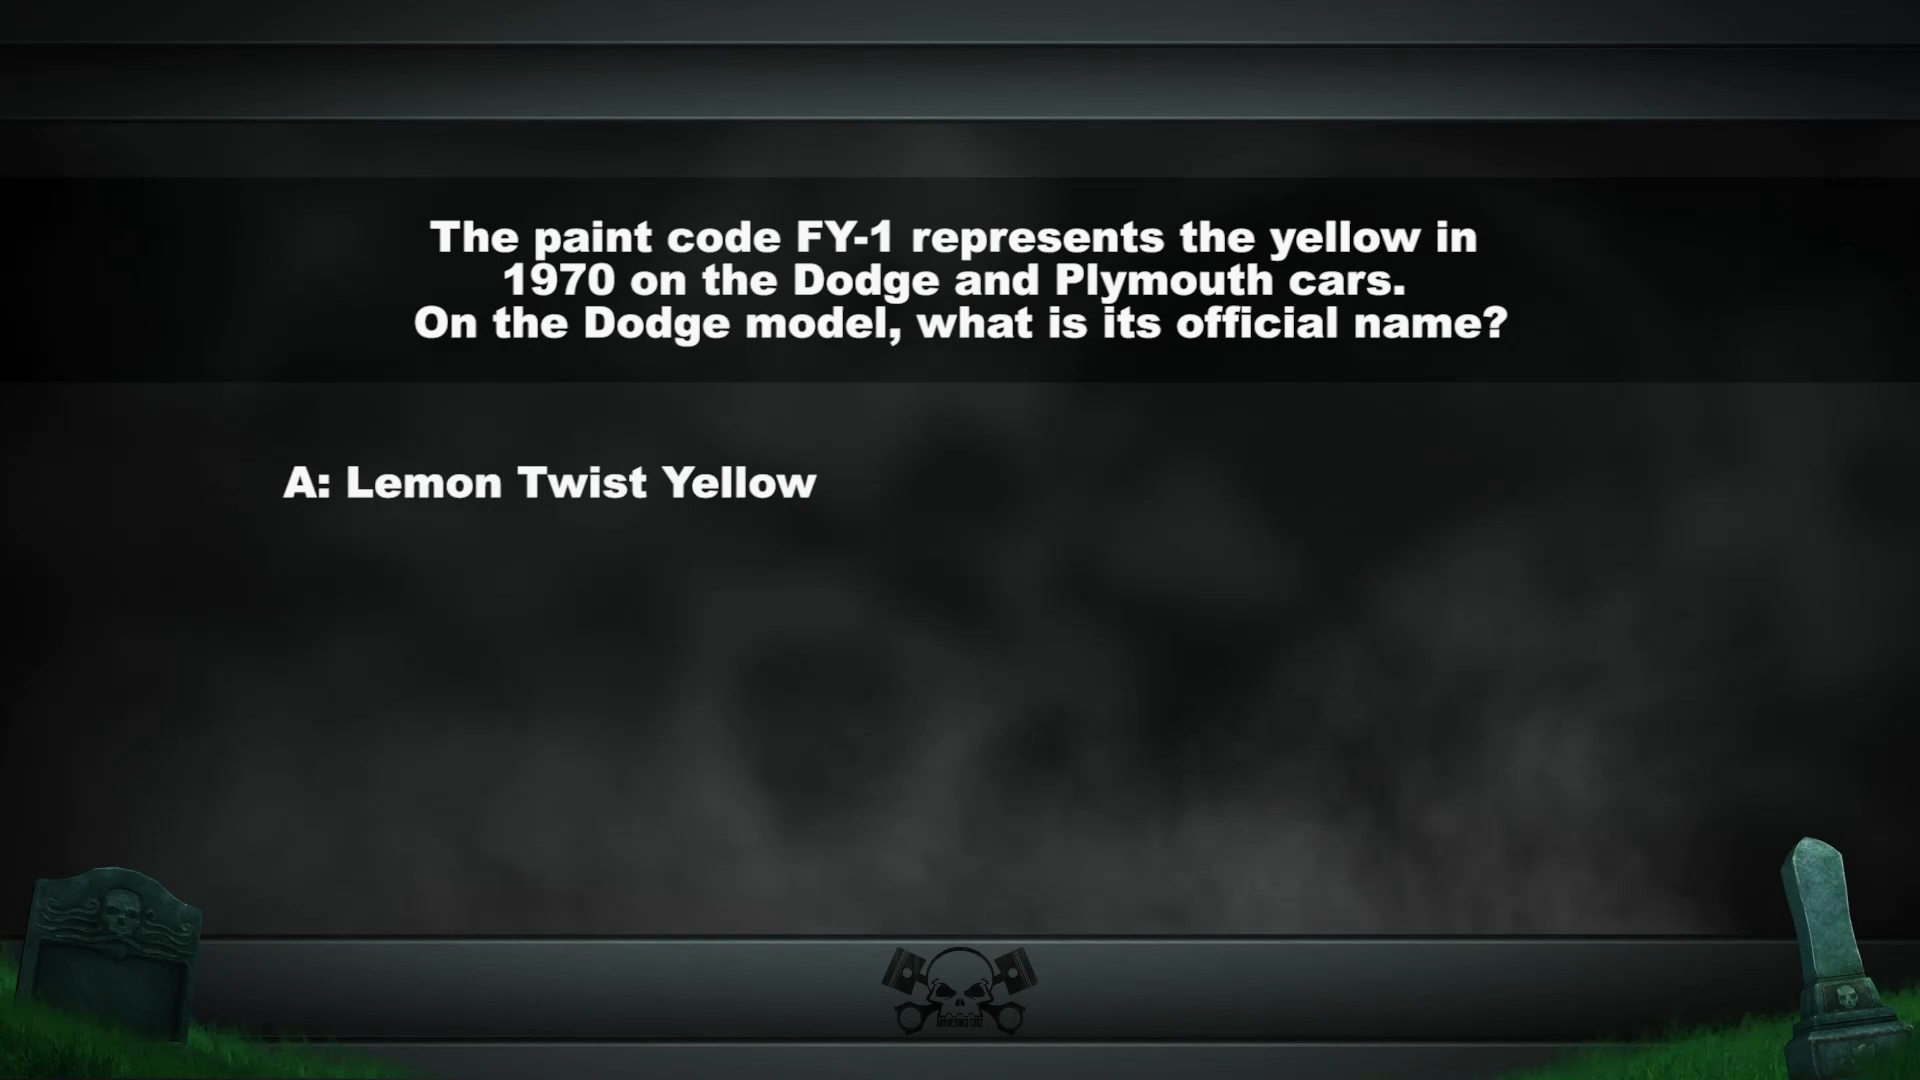 The paint code FY-1 represents the yellow in
1970 on the Dodge and Plymouth cars.
On the Dodge model, what is its official name?
A: Lemon Twist Yellow